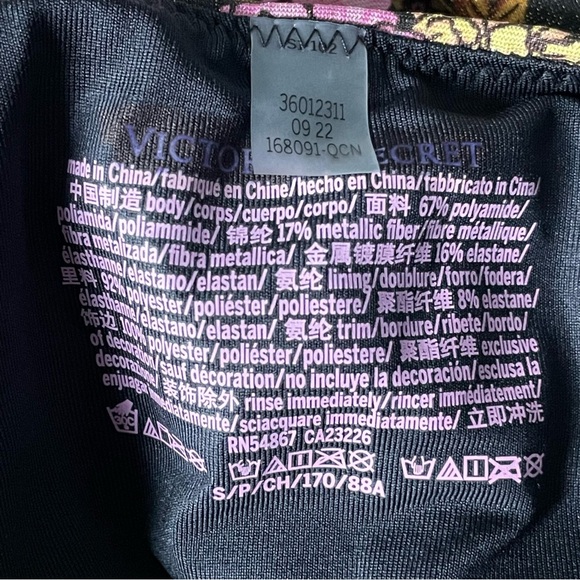 SY102
36012311
09 22
168091-QCN
VICTOR ECRET
made in China/fabriqué en Chine/hecho en China/fabbricato in Cina/
中国制造 body/corps/cuerpo/corpo/ 面料 67% polyamide/
poliamida/poliammide/ 锦纶 17% metallic fiber/fibre métallique/
fibra metalizada/fibra metallica/ 金属镀膜纤维 16% elastane/
élasthanne/elastano/elastan/ 氨纶 lining/doublure/forro/fodera/
里料 92% polyester/poliéster/poliestere/ 聚酯纤维 8% elastane/
élasthanne/elastano/elastan/ 氨纶 trim/bordure/ribete/bordo/
饰边 100% polyester/poliéster/poliestere/ 聚酯纤维 exclusive
of decoration/sauf décoration/no incluye la decoración/esclusa la
decorazione/ 装饰除外 rinse immediately/rincer immédiatement/
enjuaga immediatamente/sciacquare immediatamente/ 立即冲洗
RN54867 CA23226
S/P/CH/170/88A